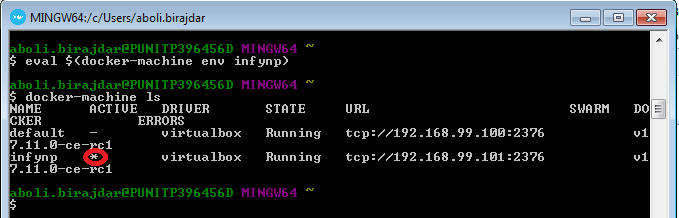 MINGW64:/c/Users/aboli.birajdar
aboli.birajdar@PUNITP396456D MINGW64 ~
$ eval $(docker-machine env infynp)
aboli.birajdar@PUNITP396456D MINGW64 ~
$ docker-machine ls
NAME ACTIVE DRIVER STATE URL SWARM DO
CKER ERRORS
default - virtualbox Running tcp://192.168.99.100:2376 v1
7.11.0-ce-rc1
infynp * virtualbox Running tcp://192.168.99.101:2376 v1
7.11.0-ce-rc1
aboli.birajdar@PUNITP396456D MINGW64 ~
$